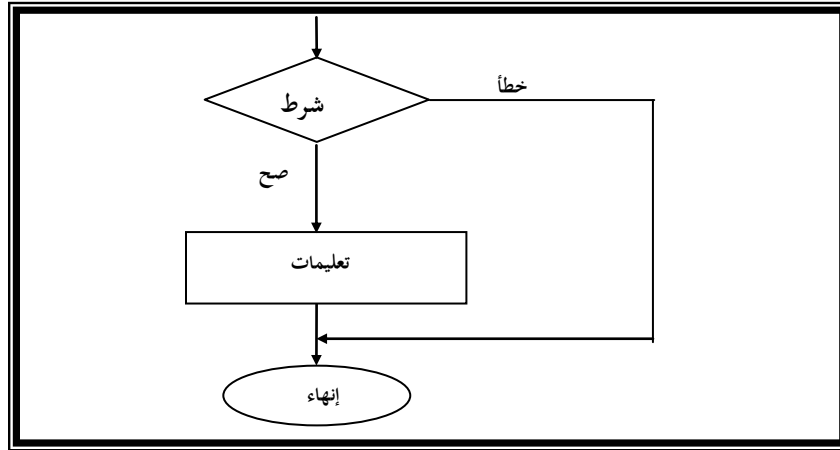 خطأ
شرط
صح
تعليمات
إنهاء